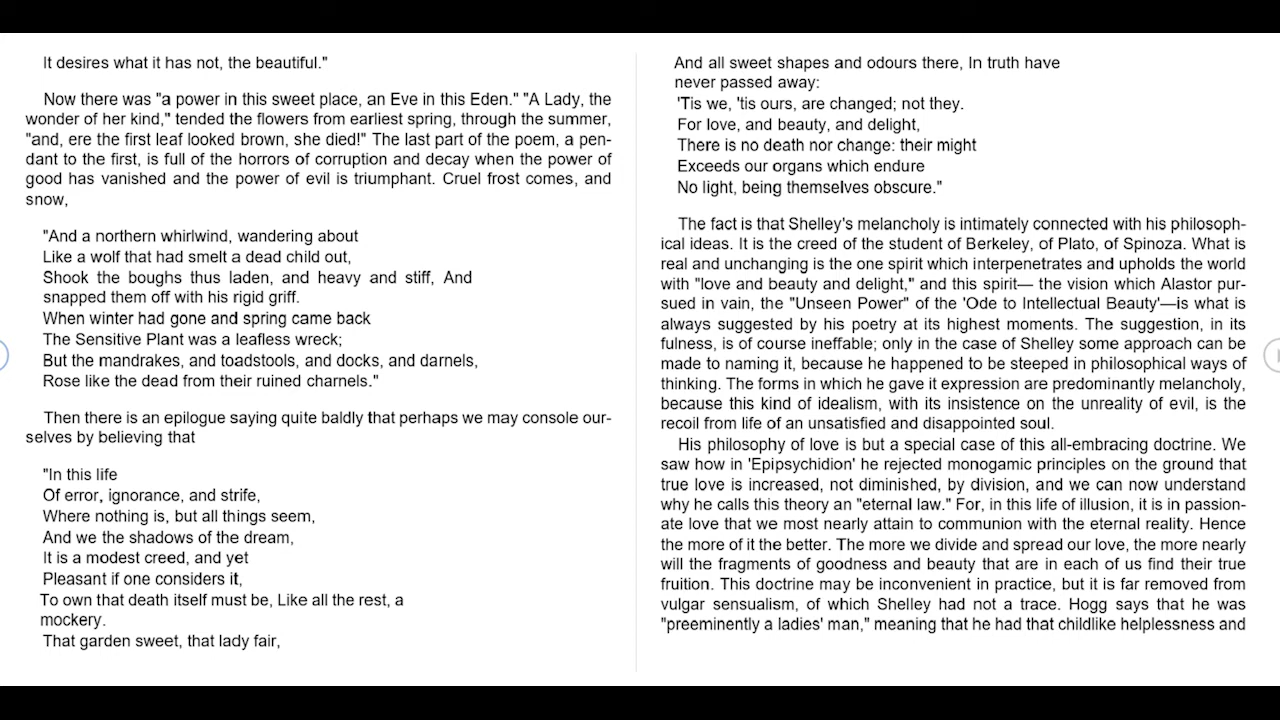 It desires what it has not, the beautiful."
Now there was "a power in this sweet place, an Eve in this Eden." "A Lady, the
wonder of her kind," tended the flowers from earliest spring, through the summer,
"and, ere the first leaf looked brown, she died!" The last part of the poem, a pen-
dant to the first, is full of the horrors of corruption and decay when the power of
good has vanished and the power of evil is triumphant. Cruel frost comes, and
snow,
"And a northern whirlwind, wandering about
Like a wolf that had smelt a dead child out,
Shook the boughs thus laden, and heavy and stiff, And
snapped them off with his rigid griff.
When winter had gone and spring came back
The Sensitive Plant was a leafless wreck;
But the mandrakes, and toadstools, and docks, and darnels,
Rose like the dead from their ruined charnels."
Then there is an epilogue saying quite baldly that perhaps we may console our-
selves by believing that
"In this life
Of error, ignorance, and strife,
Where nothing is, but all things seem,
And we the shadows of the dream,
It is a modest creed, and yet
Pleasant if one considers it,
To own that death itself must be, Like all the rest, a
mockery.
That garden sweet, that lady fair,
And all sweet shapes and odours there, In truth have
never passed away:
'Tis we, 'tis ours, are changed; not they.
For love, and beauty, and delight,
There is no death nor change: their might
Exceeds our organs which endure
No light, being themselves obscure."
The fact is that Shelley's melancholy is intimately connected with his philosoph-
ical ideas. It is the creed of the student of Berkeley, of Plato, of Spinoza. What is
real and unchanging is the one spirit which interpenetrates and upholds the world
with "love and beauty and delight," and this spirit— the vision which Alastor pur-
sued in vain, the "Unseen Power" of the 'Ode to Intellectual Beauty'—is what is
always suggested by his poetry at its highest moments. The suggestion, in its
fulness, is of course ineffable; only in the case of Shelley some approach can be
made to naming it, because he happened to be steeped in philosophical ways of
thinking. The forms in which he gave it expression are predominantly melancholy,
because this kind of idealism, with its insistence on the unreality of evil, is the
recoil from life of an unsatisfied and disappointed soul.
His philosophy of love is but a special case of this all-embracing doctrine. We
saw how in 'Epipsychidion' he rejected monogamic principles on the ground that
true love is increased, not diminished, by division, and we can now understand
why he calls this theory an "eternal law." For, in this life of illusion, it is in passion-
ate love that we most nearly attain to communion with the eternal reality. Hence
the more of it the better. The more we divide and spread our love, the more nearly
will the fragments of goodness and beauty that are in each of us find their true
fruition. This doctrine may be inconvenient in practice, but it is far removed from
vulgar sensualism, of which Shelley had not a trace. Hogg says that he was
"preeminently a ladies' man," meaning that he had that childlike helplessness and